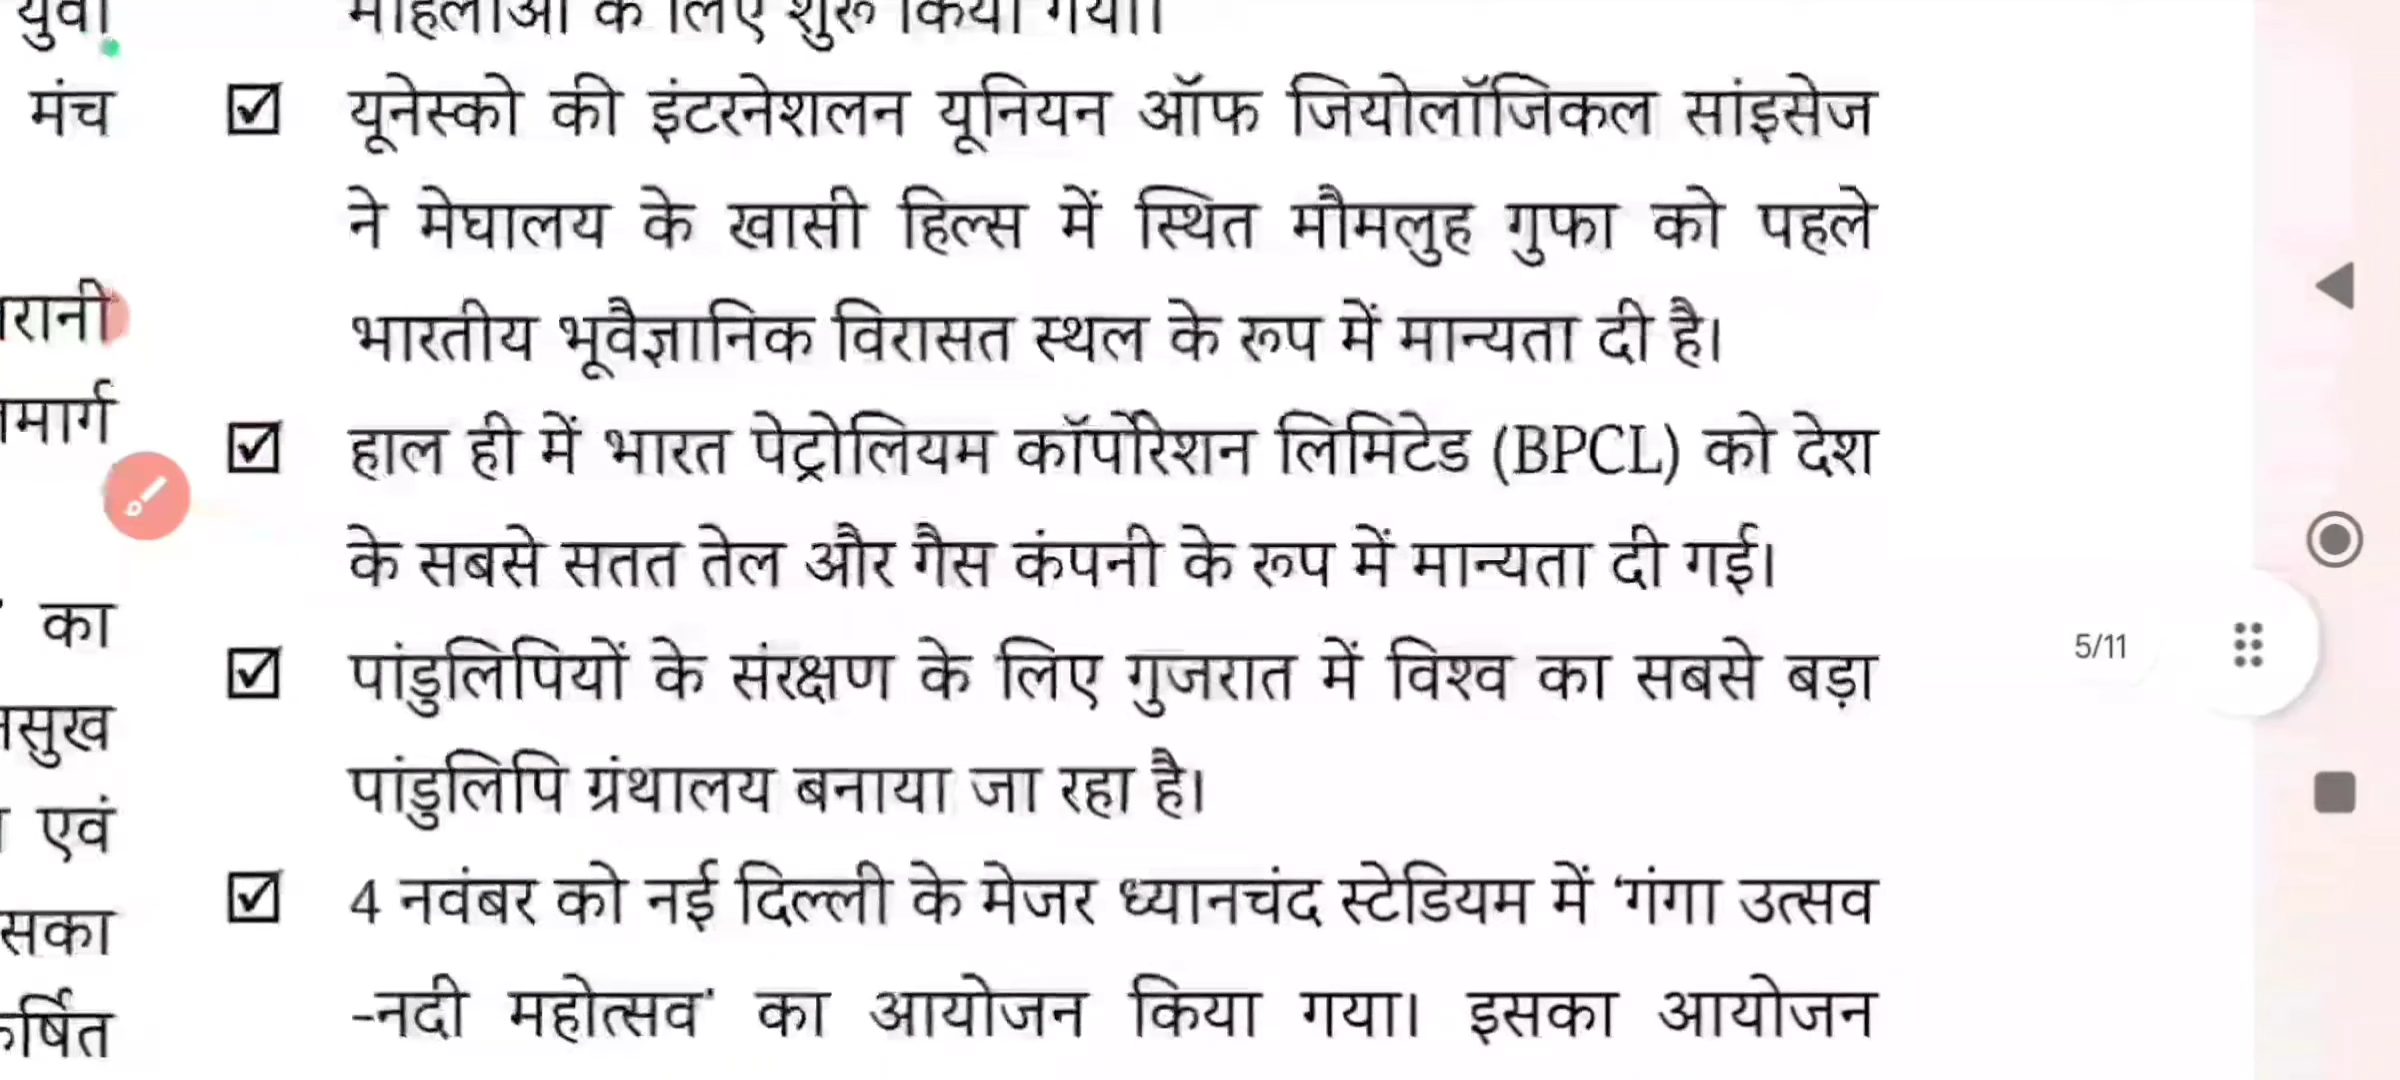 युवा
मंच
रानी
मार्ग
का
सुख
एवं
सका
र्षित
महिलाओं के लिए शुरू किया गया।
☑ यूनेस्को की इंटरनेशलन यूनियन ऑफ जियोलॉजिकल सांइसेज
ने मेघालय के खासी हिल्स में स्थित मौमलुह गुफा को पहले
भारतीय भूवैज्ञानिक विरासत स्थल के रूप में मान्यता दी है।
☑ हाल ही में भारत पेट्रोलियम कॉर्पोरेशन लिमिटेड (BPCL) को देश
के सबसे सतत तेल और गैस कंपनी के रूप में मान्यता दी गई।
☑ पांडुलिपियों के संरक्षण के लिए गुजरात में विश्व का सबसे बड़ा
पांडुलिपि ग्रंथालय बनाया जा रहा है।
☑ 4 नवंबर को नई दिल्ली के मेजर ध्यानचंद स्टेडियम में ‘गंगा उत्सव
-नदी महोत्सव' का आयोजन किया गया। इसका आयोजन
5/11